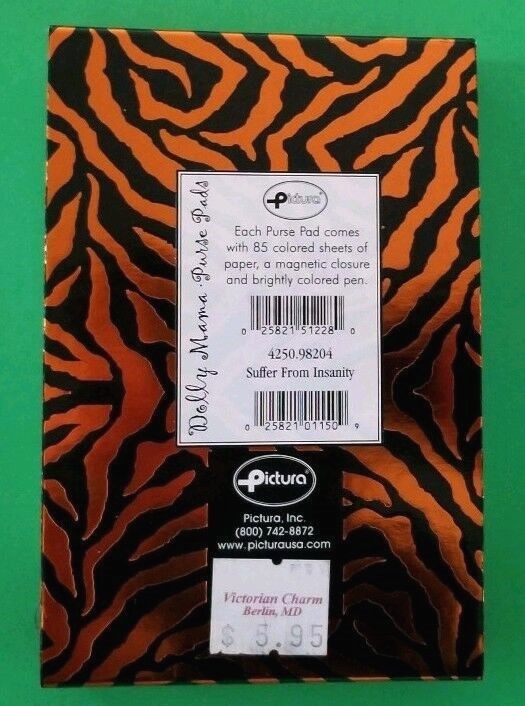 Dolly Mama · Purse Pads
Pictura
Each Purse Pad comes
with 85 colored sheets of
paper, a magnetic closure
and brightly colored pen.
0 25821 51228 0
4250.98204
Suffer From Insanity
0 25821 01150 9
Pictura
Pictura, Inc.
(800) 742-8872
www.picturausa.com
Victorian Charm
Berlin, MD
$ 5.95